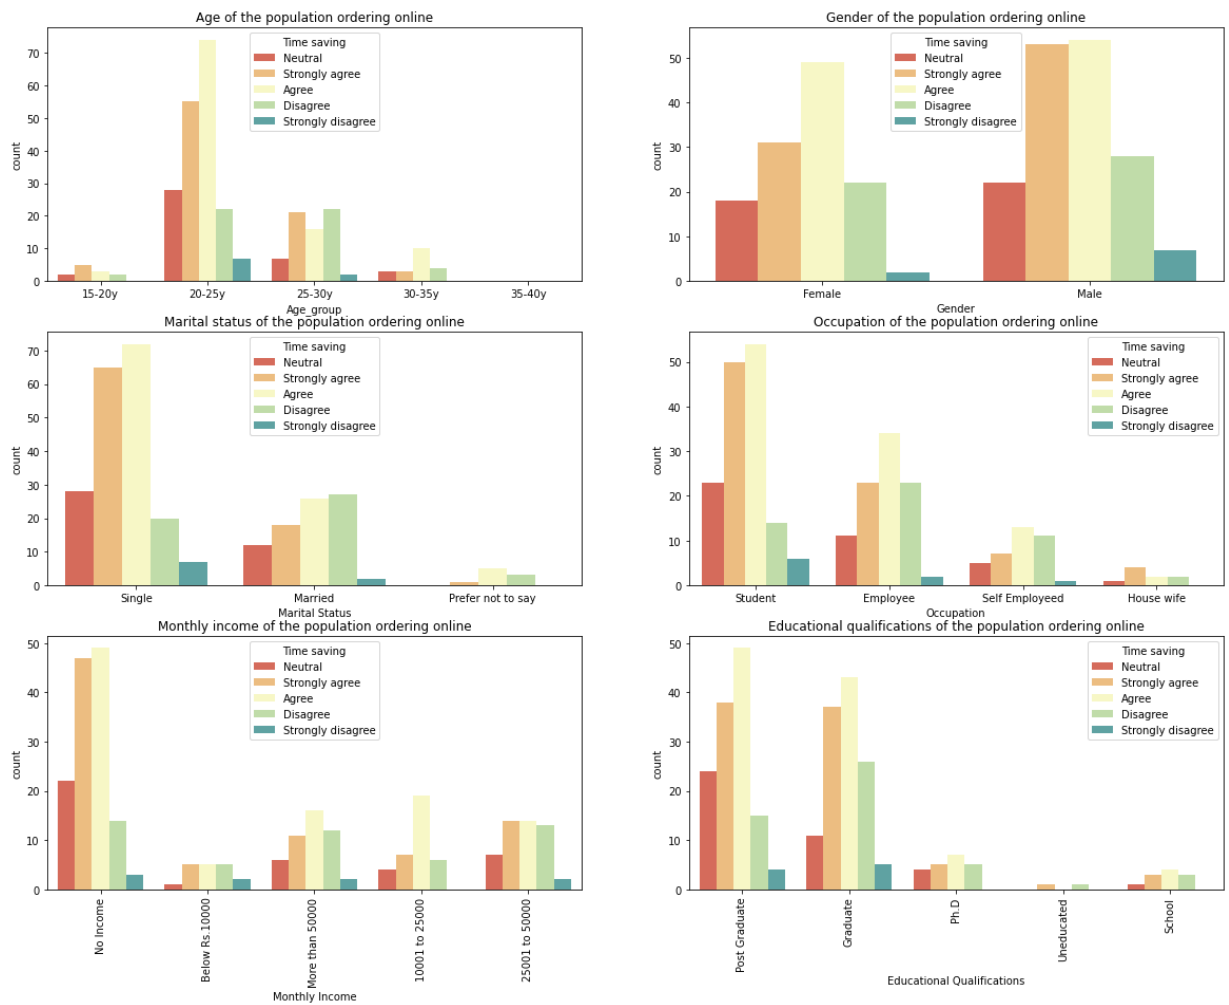 Age of the population ordering online
Time saving
Neutral
Strongly agree
Agree
Disagree
Strongly disagree
70
60
50
40
30
20
10
0
count
15-20y 20-25y 25-30y 30-35y 35-40y
Age_group
Gender of the population ordering online
Time saving
Neutral
Strongly agree
Agree
Disagree
Strongly disagree
50
40
30
20
10
0
count
Female Male
Gender
Marital status of the population ordering online
Time saving
Neutral
Strongly agree
Agree
Disagree
Strongly disagree
70
60
50
40
30
20
10
0
count
Single Married Prefer not to say
Marital Status
Occupation of the population ordering online
Time saving
Neutral
Strongly agree
Agree
Disagree
Strongly disagree
50
40
30
20
10
0
count
Student Employee Self Employeed House wife
Occupation
Monthly income of the population ordering online
Time saving
Neutral
Strongly agree
Agree
Disagree
Strongly disagree
50
40
30
20
10
0
count
No Income
Below Rs.10000
More than 50000
10001 to 25000
25001 to 50000
Monthly Income
Educational qualifications of the population ordering online
Time saving
Neutral
Strongly agree
Agree
Disagree
Strongly disagree
50
40
30
20
10
0
count
Post Graduate
Graduate
Ph.D
Uneducated
School
Educational Qualifications